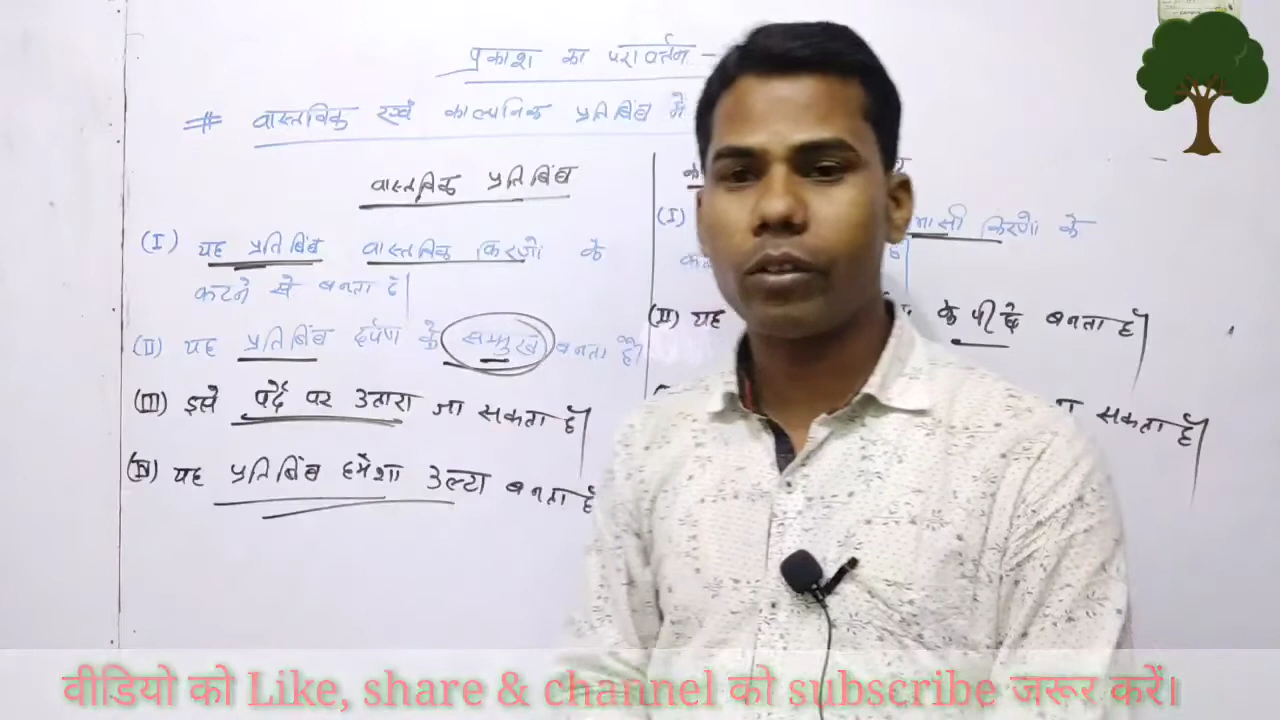 प्रकाश का परावर्तन -
# वास्तविक एवं काल्पनिक प्रतिबिंब में
वास्तविक प्रतिबिंब
(I) यह प्रतिबिंब वास्तविक किरणों के
कटने से बनता है|
(II) यह प्रतिबिंब दर्पण के सम्मुख बनता है|
(III) इसे पर्दे पर उतारा जा सकता है|
(IV) यह प्रतिबिंब हमेशा उल्टा बनता है
(I) भासी किरणों के
है|
(II) यह के पीछे बनता है|
सकता है|
वीडियो को Like, share & channel को subscribe जरूर करें।